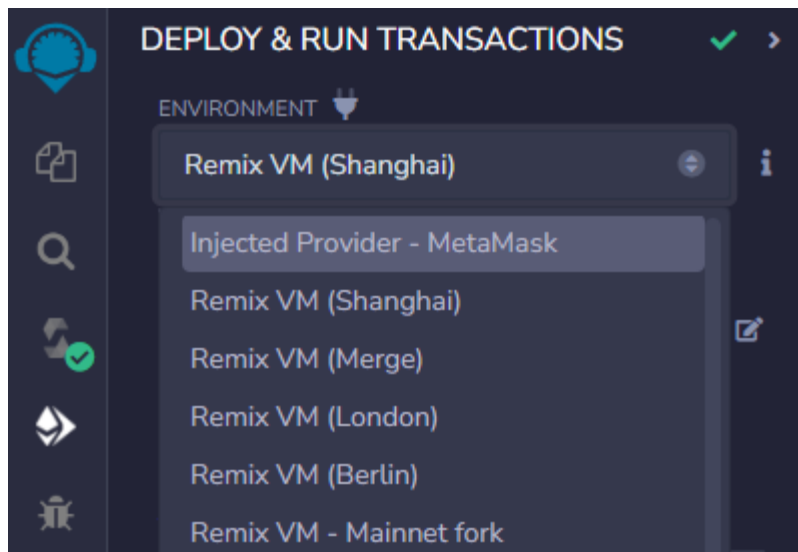 DEPLOY & RUN TRANSACTIONS
ENVIRONMENT
Remix VM (Shanghai)
Injected Provider - MetaMask
Remix VM (Shanghai)
Remix VM (Merge)
Remix VM (London)
Remix VM (Berlin)
Remix VM - Mainnet fork